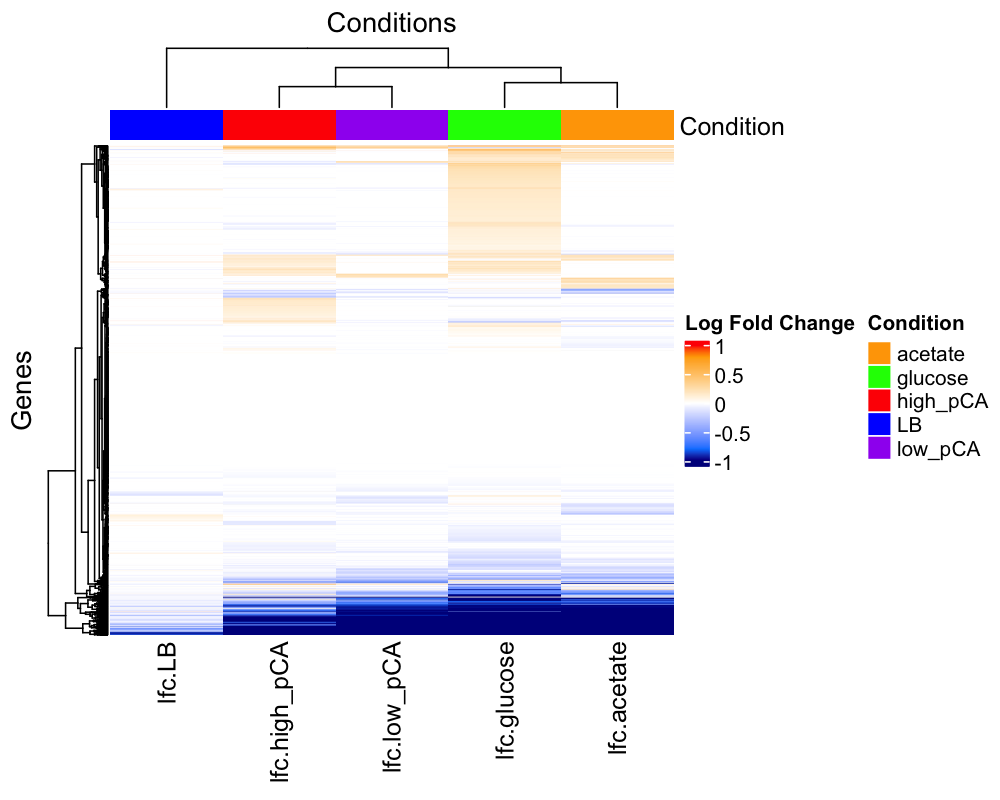 Conditions
Condition
Genes
Log Fold Change
1
0.5
0
-0.5
-1
Condition
acetate
glucose
high_pCA
LB
low_pCA
lfc.LB
lfc.high_pCA
lfc.low_pCA
lfc.glucose
lfc.acetate